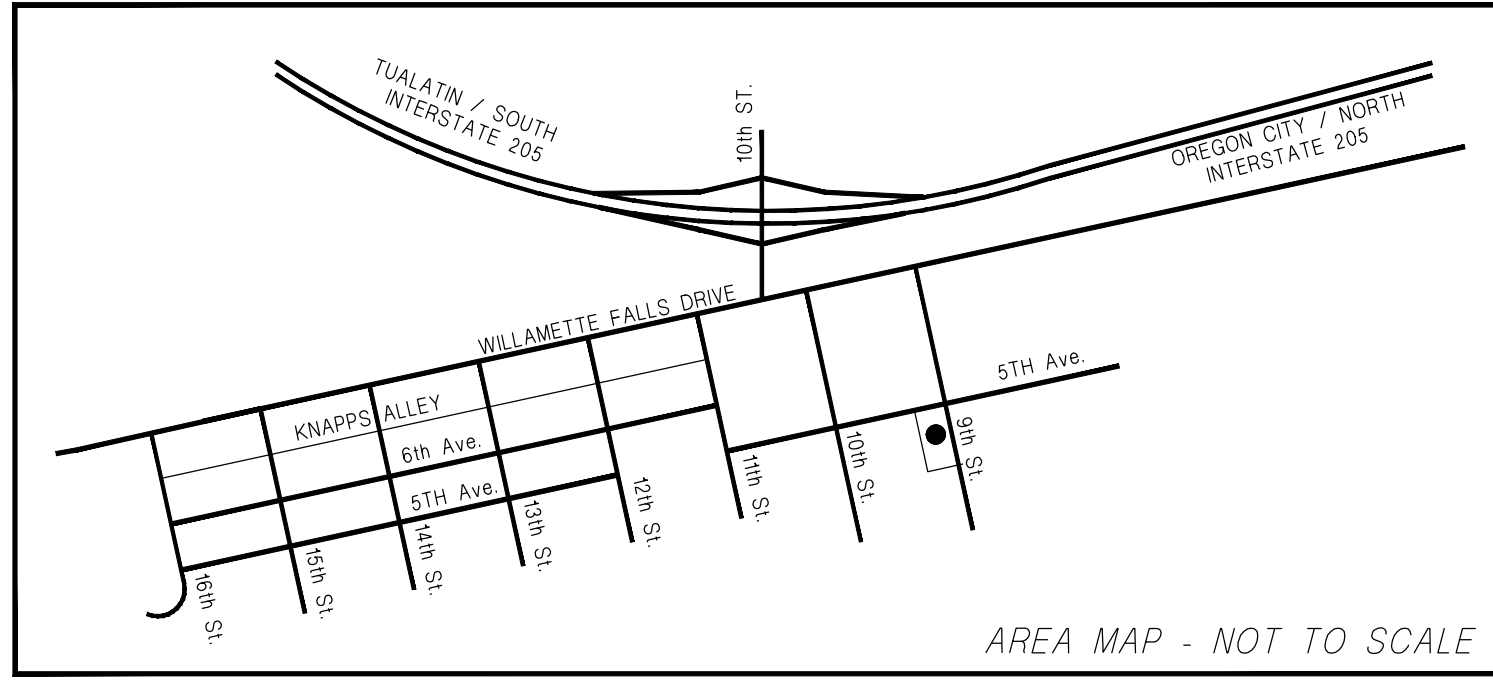 TUALATIN / SOUTH
INTERSTATE 205
10th ST.
OREGON CITY / NORTH
INTERSTATE 205
WILLAMETTE FALLS DRIVE
5TH Ave.
KNAPPS ALLEY
6th Ave.
5TH Ave.
9th St.
10th St.
11th St.
12th St.
13th St.
14th St.
15th St.
16th St.
AREA MAP - NOT TO SCALE